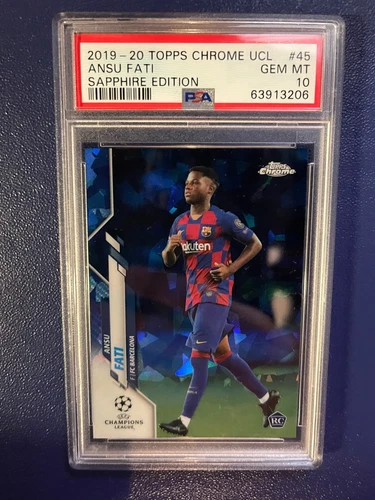 2019-20 TOPPS CHROME UCL #45
ANSU FATI GEM MT
SAPPHIRE EDITION 10
PSA 63913206
Topps
Chrome
Rakuten
ANSU
FATI
F | FC BARCELONA
CHAMPIONS
LEAGUE
RC